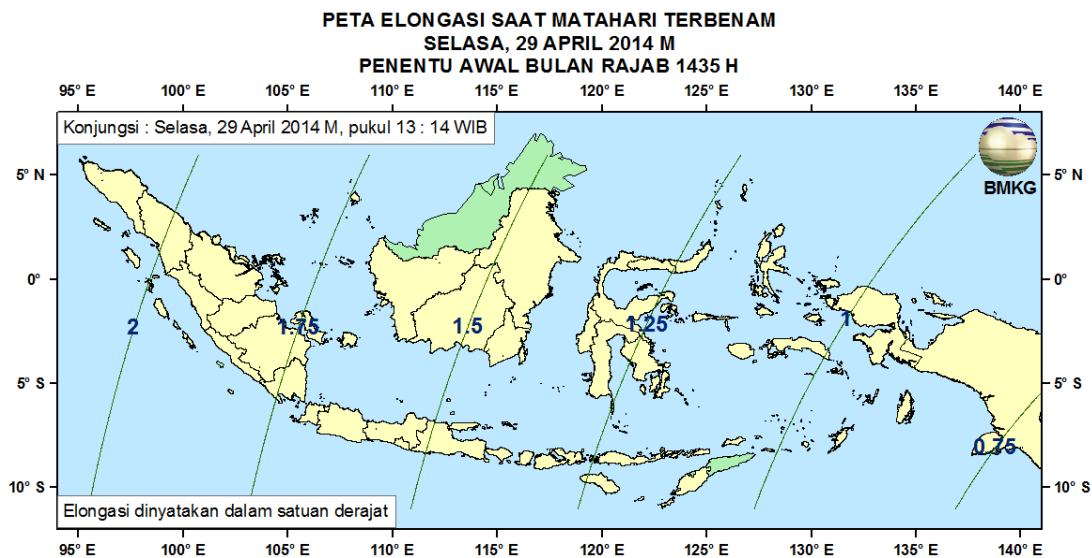 PETA ELONGASI SAAT MATAHARI TERBENAM
SELASA, 29 APRIL 2014 M
PENENTU AWAL BULAN RAJAB 1435 H
95° E 100° E 105° E 110° E 115° E 120° E 125° E 130° E 135° E 140° E
Konjungsi : Selasa, 29 April 2014 M, pukul 13 : 14 WIB
BMKG
5° N 5° N
0° 0°
2 1.75 1.5 1.25 1
5° S 5° S
0.75
10° S 10° S
Elongasi dinyatakan dalam satuan derajat
95° E 100° E 105° E 110° E 115° E 120° E 125° E 130° E 135° E 140° E